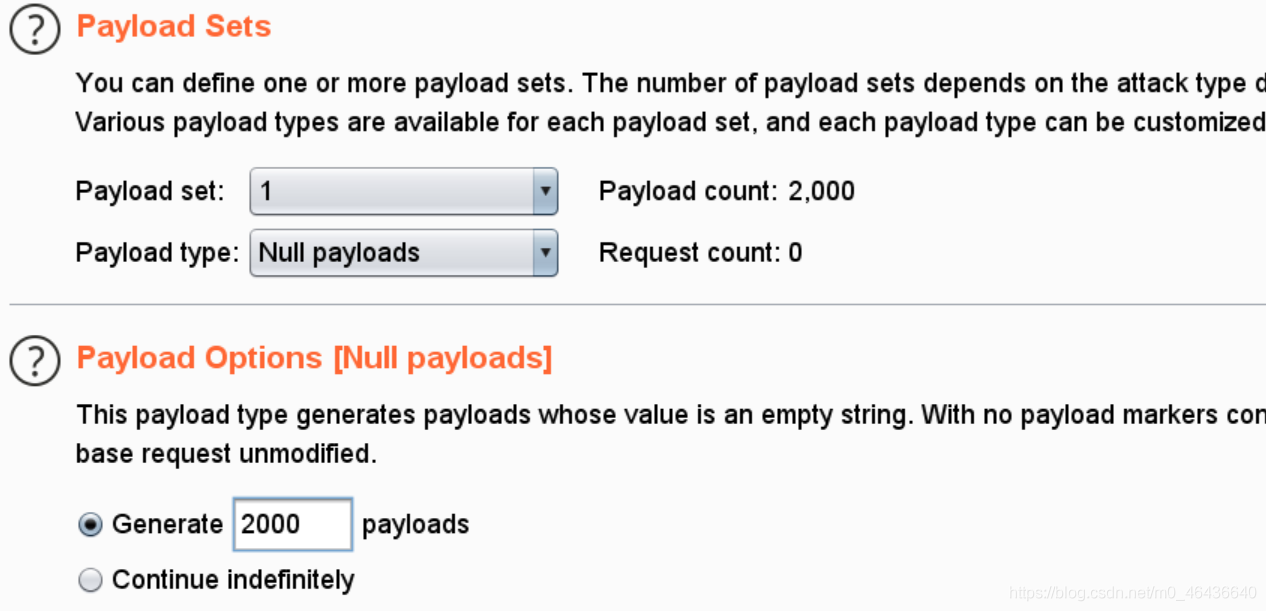 Payload Sets
You can define one or more payload sets. The number of payload sets depends on the attack type d
Various payload types are available for each payload set, and each payload type can be customized
Payload set: 1 Payload count: 2,000
Payload type: Null payloads Request count: 0
Payload Options [Null payloads]
This payload type generates payloads whose value is an empty string. With no payload markers con
base request unmodified.
Generate 2000 payloads
Continue indefinitely
https://blog.csdn.net/m0_46436640